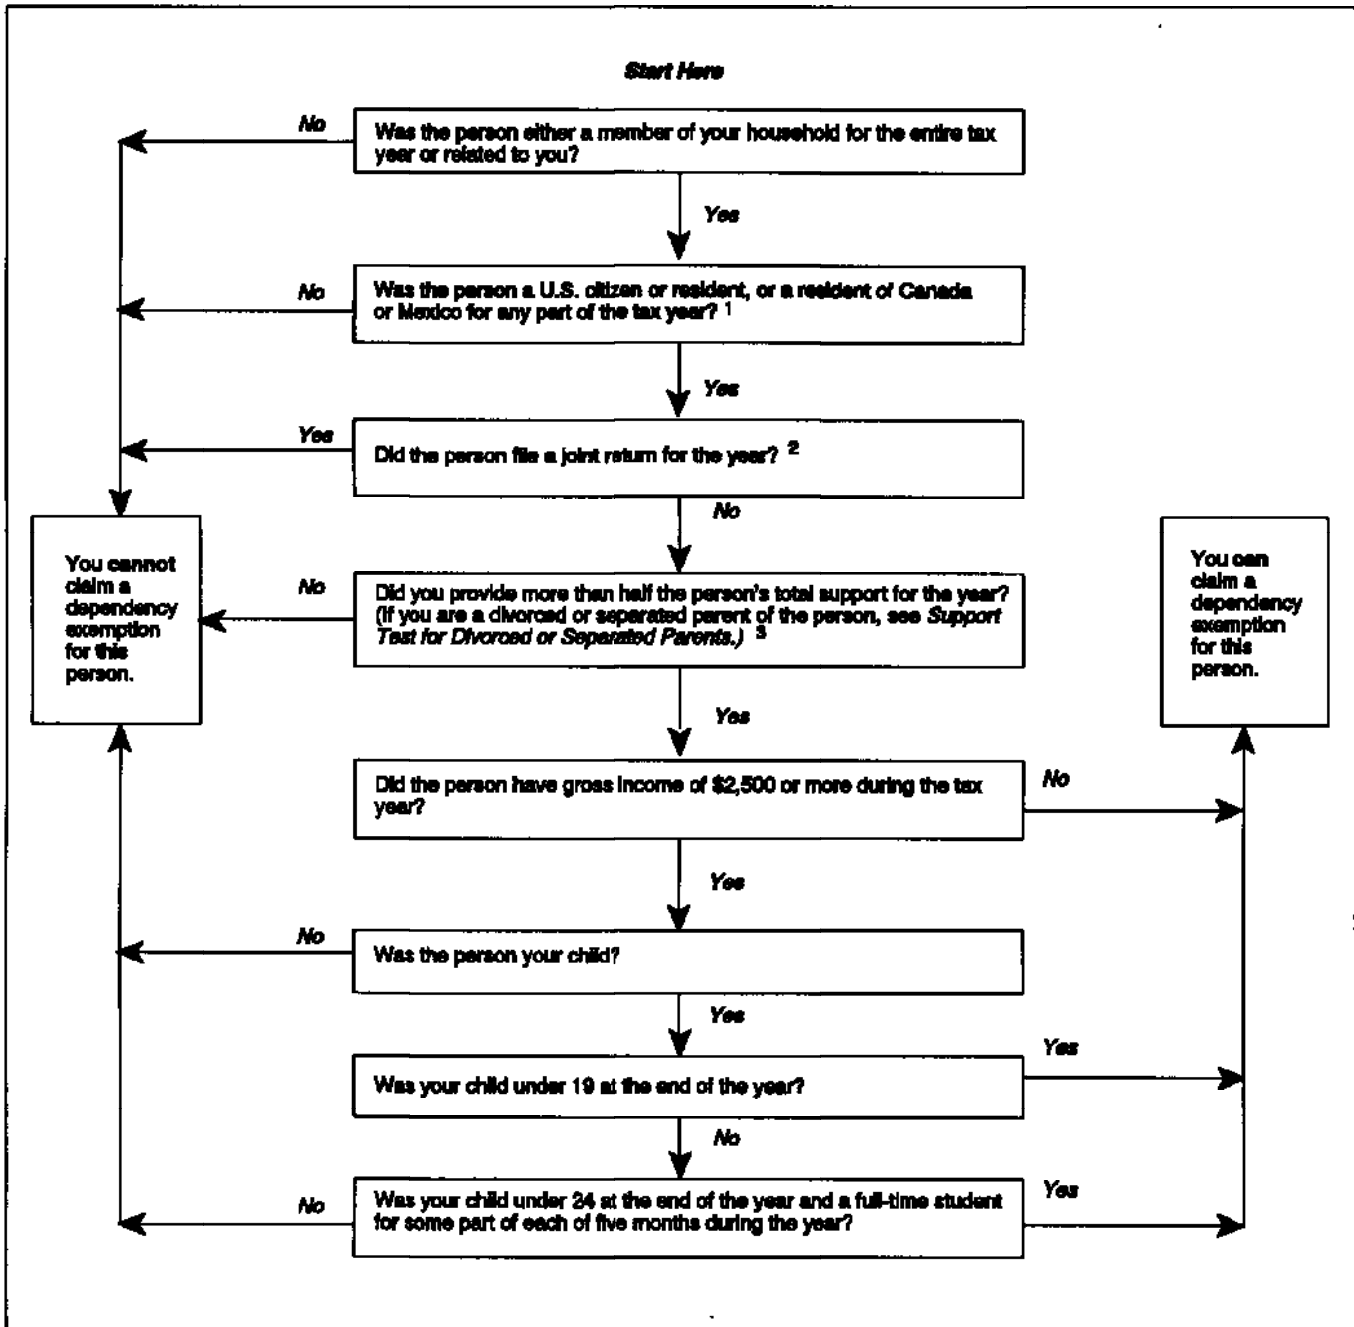 Start Here
No
Was the person either a member of your household for the entire tax
year or related to you?
Yes
No
Was the person a U.S. citizen or resident, or a resident of Canada
or Mexico for any part of the tax year? 1
Yes
Yes
Did the person file a joint return for the year? 2
No
You cannot
claim a
dependency
exemption
for this
person.
No
Did you provide more than half the person's total support for the year?
(If you are a divorced or separated parent of the person, see Support
Test for Divorced or Separated Parents.) 3
You can
claim a
dependency
exemption
for this
person.
Yes
Did the person have gross income of $2,500 or more during the tax
year?
No
Yes
No
Was the person your child?
Yes
Was your child under 19 at the end of the year?
Yes
No
No
Was your child under 24 at the end of the year and a full-time student
for some part of each of five months during the year?
Yes